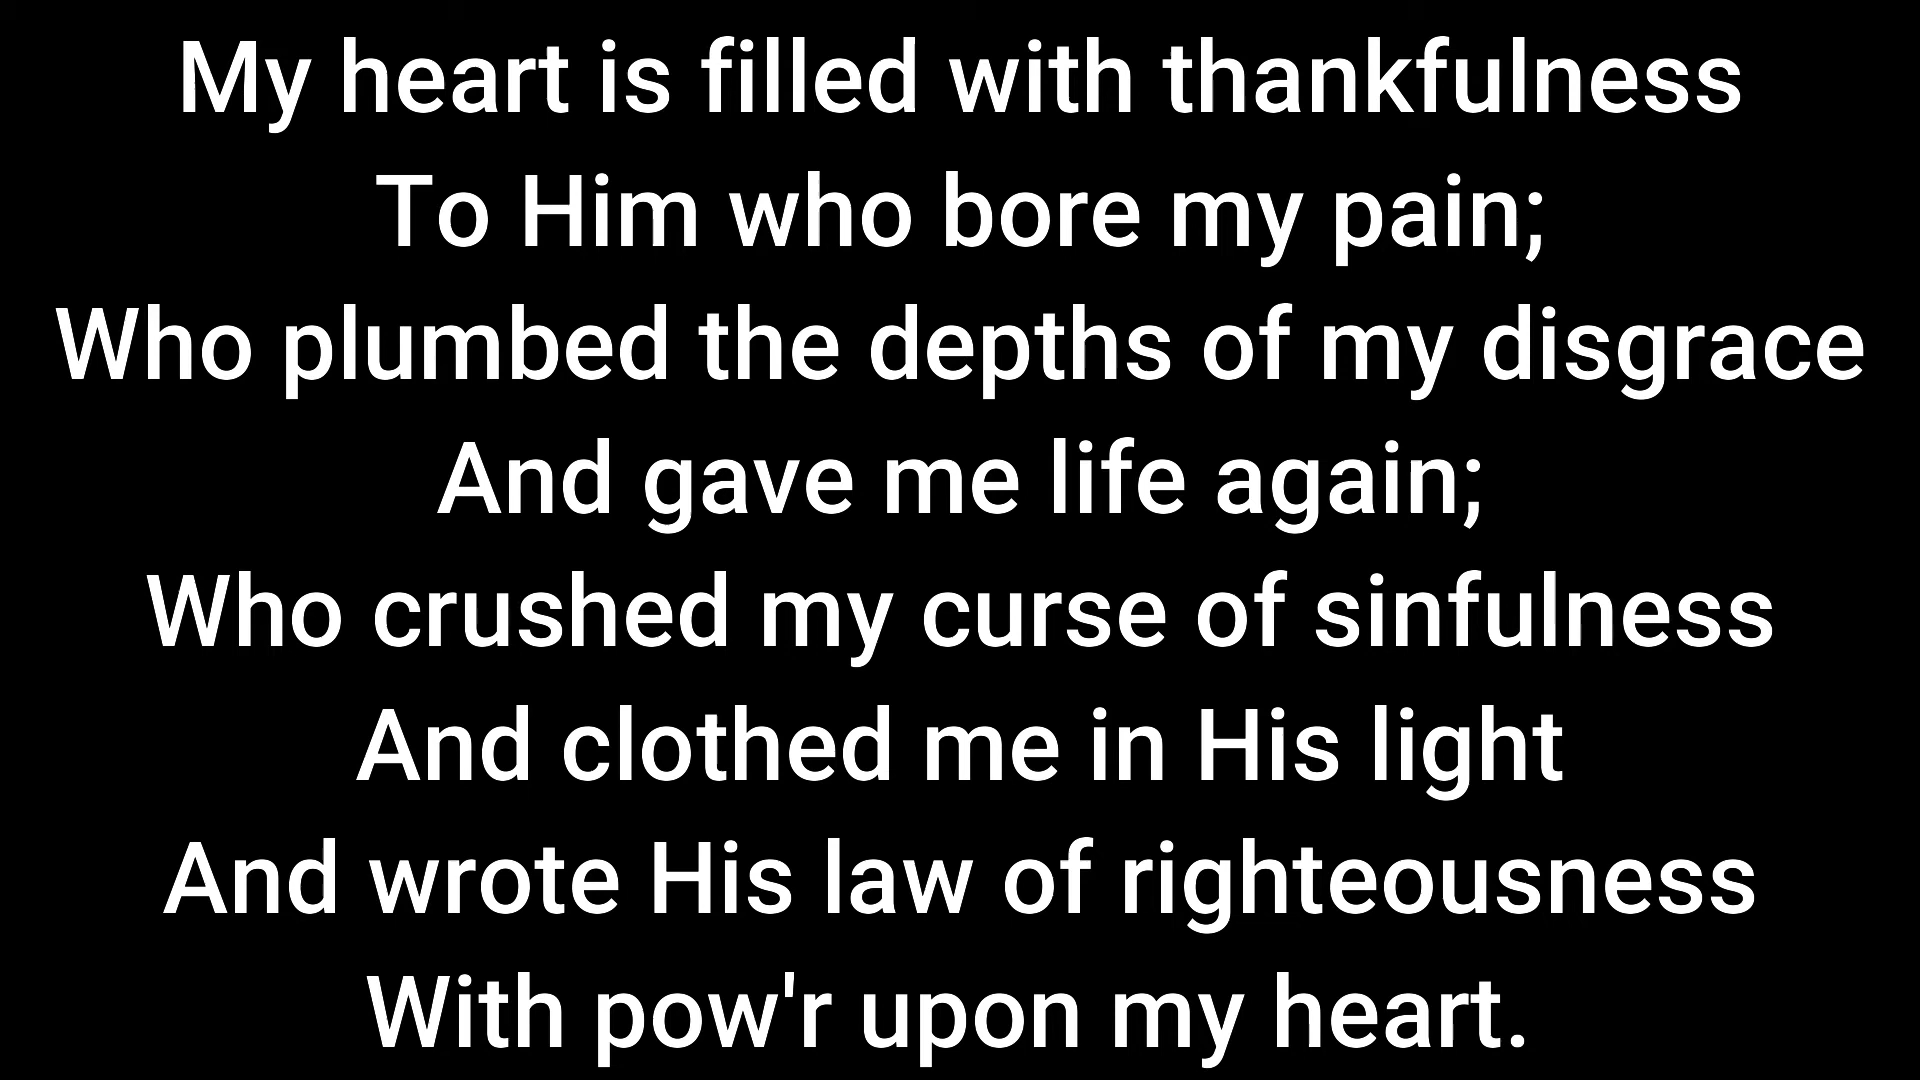 My heart is filled with thankfulness
To Him who bore my pain;
Who plumbed the depths of my disgrace
And gave me life again;
Who crushed my curse of sinfulness
And clothed me in His light
And wrote His law of righteousness
With pow'r upon my heart.